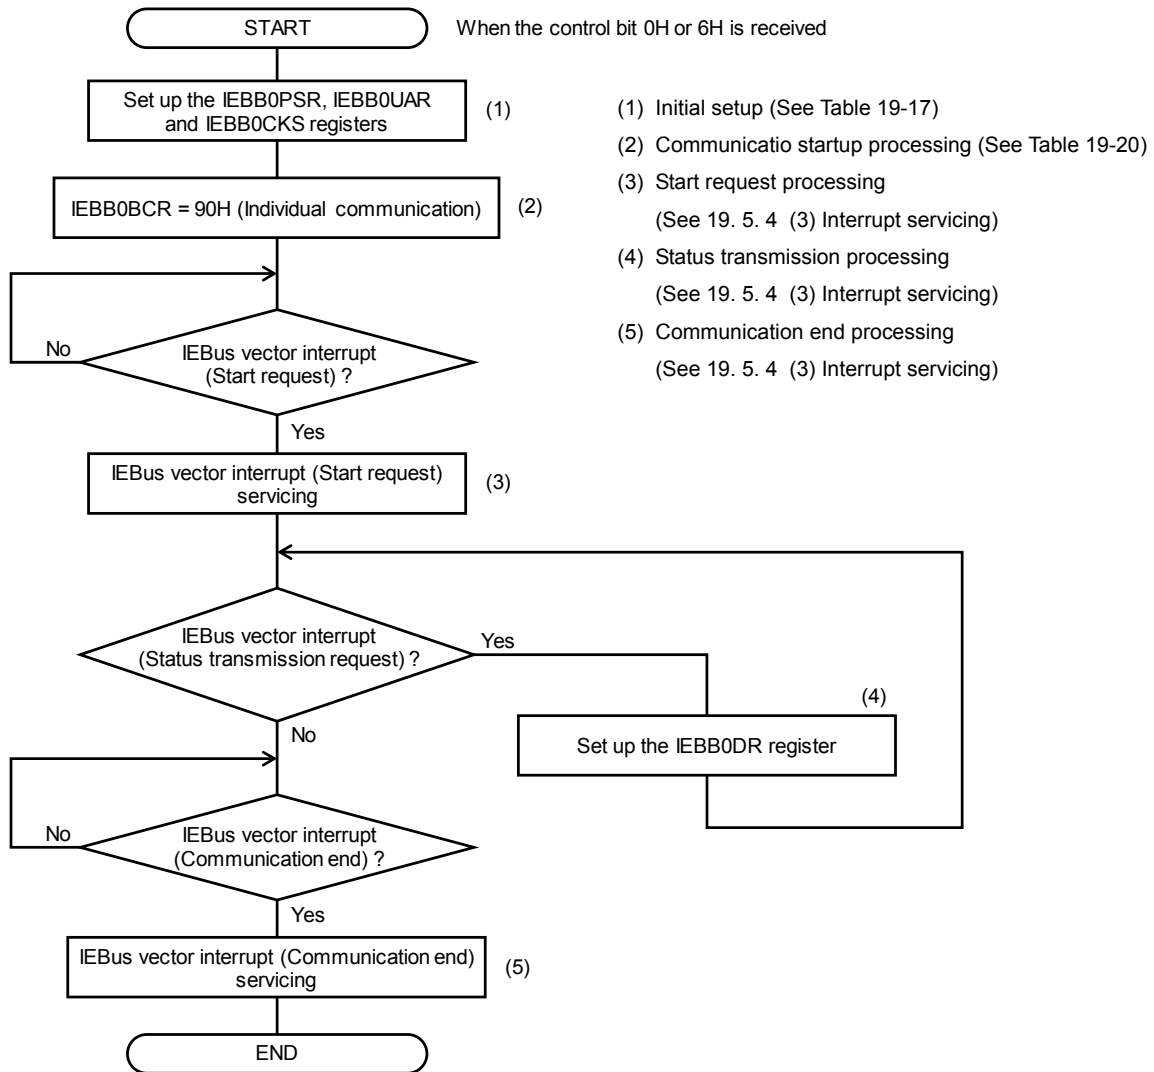 START
When the control bit 0H or 6H is received
Set up the IEBB0PSR, IEBB0UAR
and IEBB0CKS registers
(1)
IEBB0BCR = 90H (Individual communication)
(2)
No
IEBus vector interrupt
(Start request) ?
Yes
IEBus vector interrupt (Start request)
servicing
(3)
IEBus vector interrupt
(Status transmission request) ?
Yes
(4)
Set up the IEBB0DR register
No
No
IEBus vector interrupt
(Communication end) ?
Yes
IEBus vector interrupt (Communication end)
servicing
(5)
END
(1) Initial setup (See Table 19-17)
(2) Communicatio startup processing (See Table 19-20)
(3) Start request processing
(See 19. 5. 4 (3) Interrupt servicing)
(4) Status transmission processing
(See 19. 5. 4 (3) Interrupt servicing)
(5) Communication end processing
(See 19. 5. 4 (3) Interrupt servicing)